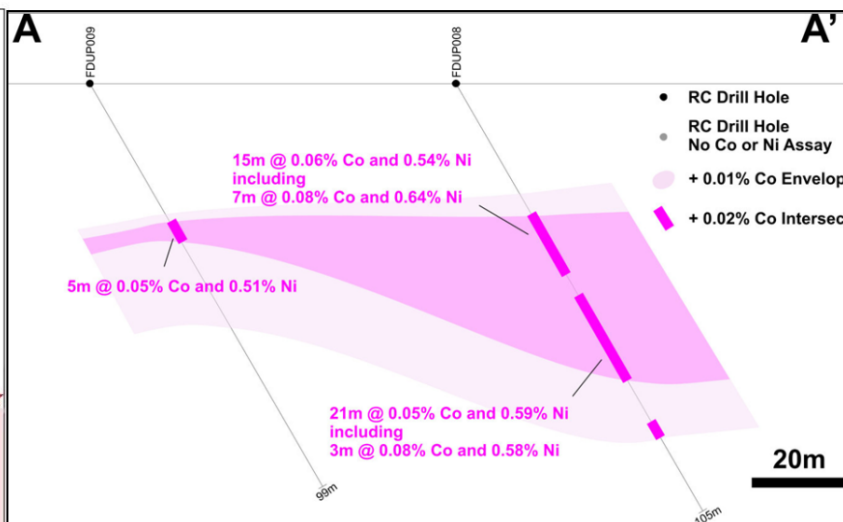 A
A'
FDUP009
FDUP008
RC Drill Hole
RC Drill Hole
No Co or Ni Assay
+ 0.01% Co Envelop
+ 0.02% Co Intersec
15m @ 0.06% Co and 0.54% Ni
including
7m @ 0.08% Co and 0.64% Ni
5m @ 0.05% Co and 0.51% Ni
21m @ 0.05% Co and 0.59% Ni
including
3m @ 0.08% Co and 0.58% Ni
20m
99m
105m